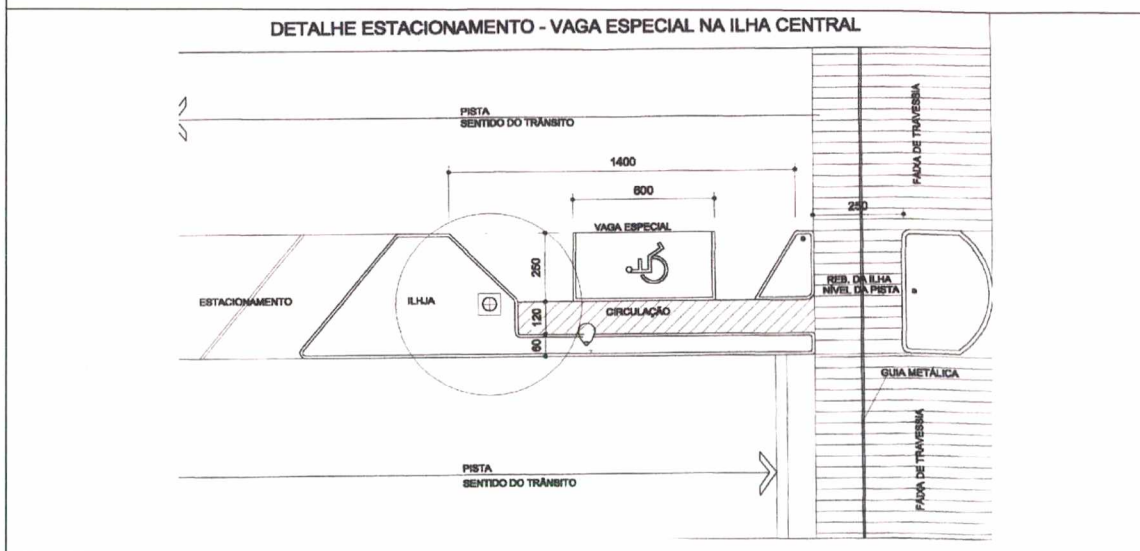 DETALHE ESTACIONAMENTO - VAGA ESPECIAL NA ILHA CENTRAL
PISTA
SENTIDO DO TRÂNSITO
FAIXA DE TRAVESSIA
1400
600
250
VAGA ESPECIAL
250
ESTACIONAMENTO
ILHJA
CIRCULAÇÃO
REB. DA ILHA
NÍVEL DA PISTA
120
60
GUIA METÁLICA
FAIXA DE TRAVESSIA
PISTA
SENTIDO DO TRÂNSITO